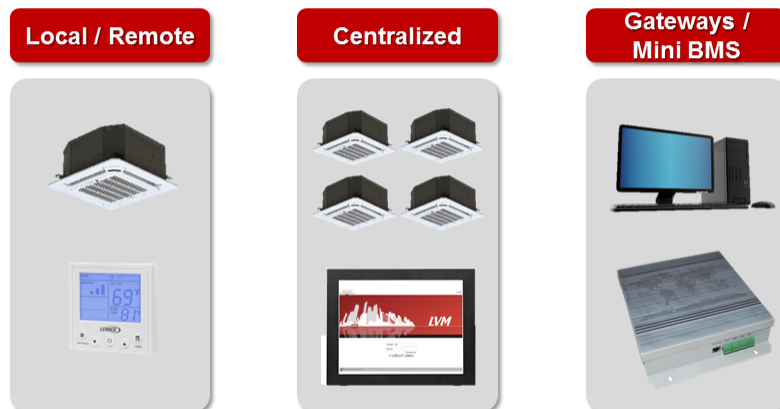 Local / Remote
Centralized
Gateways /
Mini BMS
69°F
81°
LENNOX
LVM